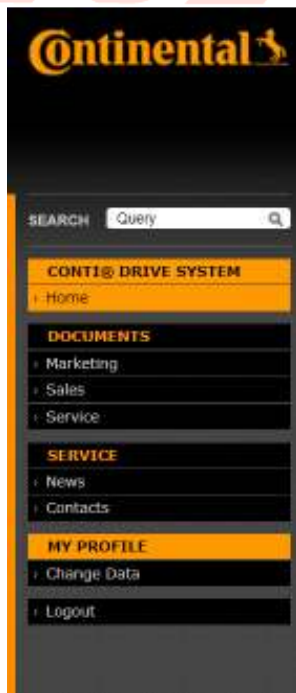 Continental
SEARCH Query
CONTI® DRIVE SYSTEM
Home
DOCUMENTS
Marketing
Sales
Service
SERVICE
News
Contacts
MY PROFILE
Change Data
Logout